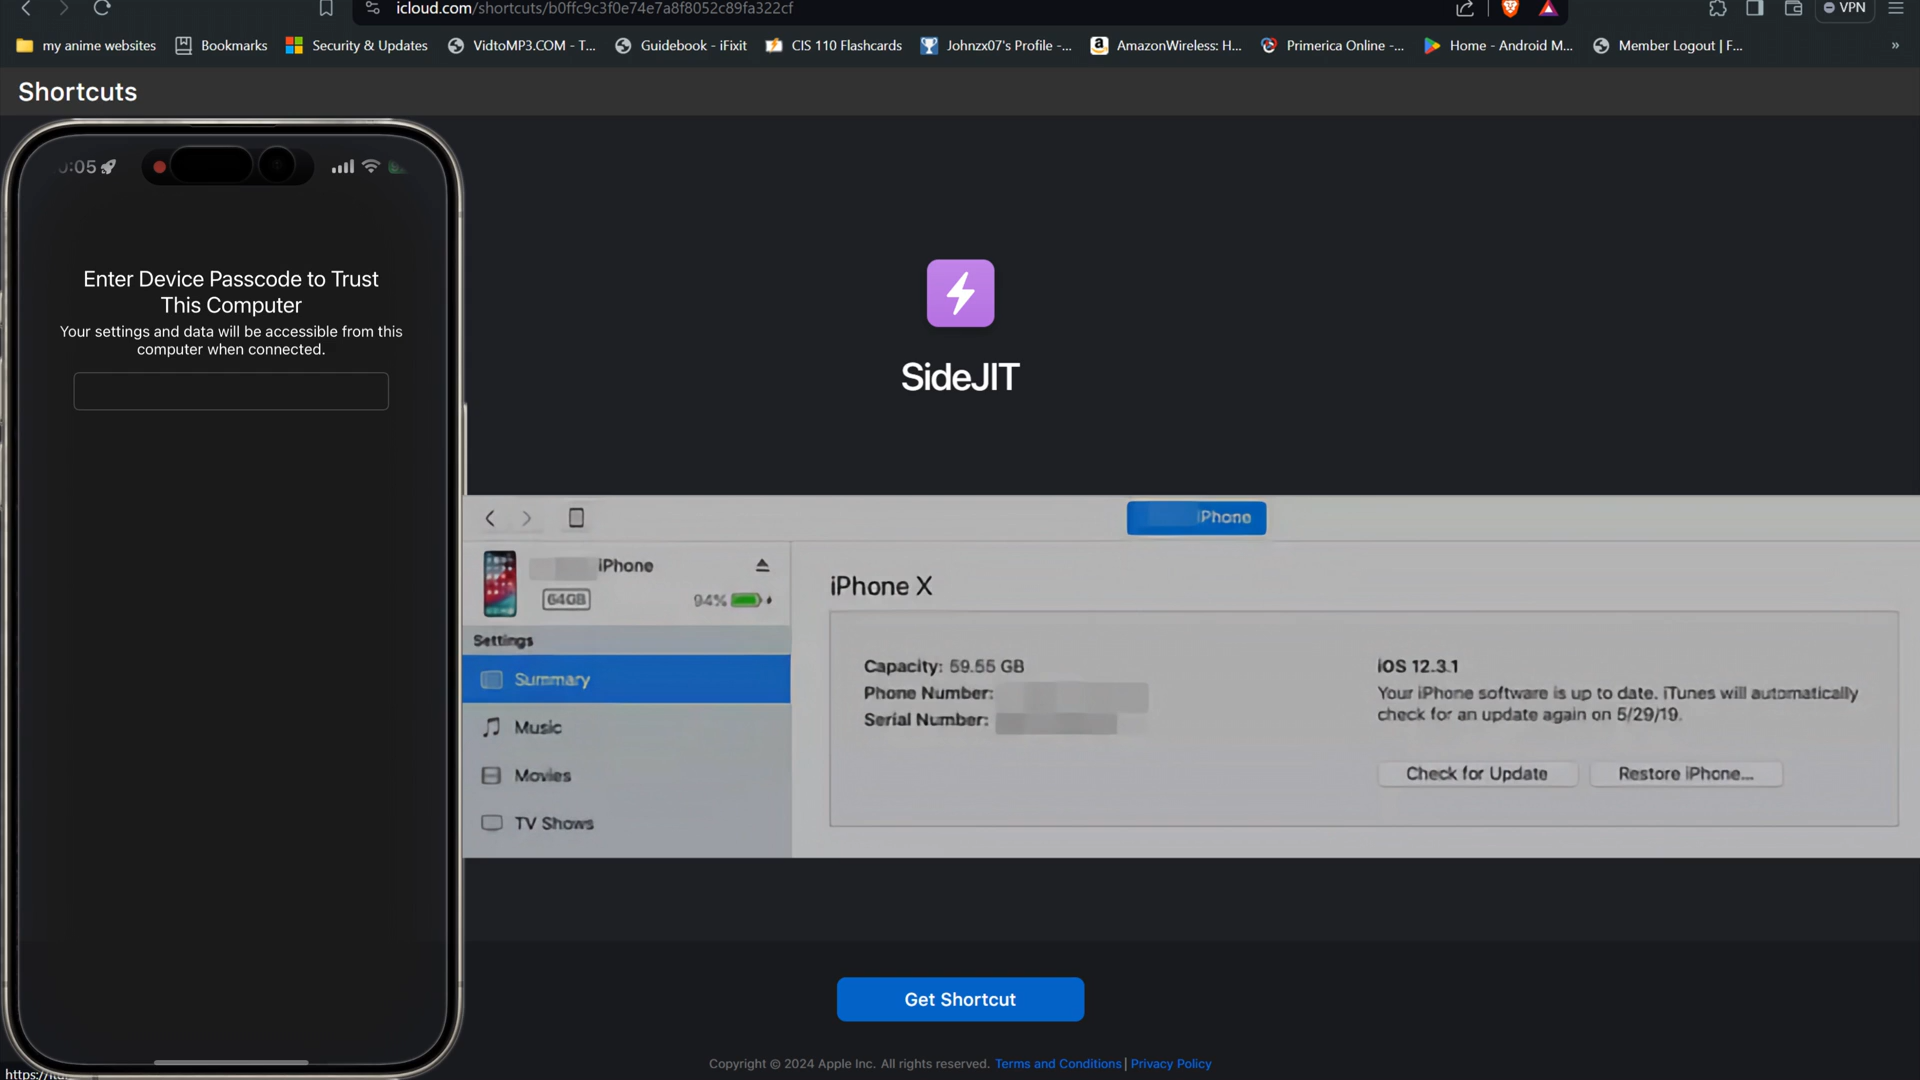 icloud.com/shortcuts/b0ffc9c3f0e74e7a8f8052c89fa322cf
VPN
my anime websites
Bookmarks
Security & Updates
VidtoMP3.COM - T...
Guidebook - iFixit
CIS 110 Flashcards
Johnzx07's Profile -...
AmazonWireless: H...
Primerica Online -...
Home - Android M...
Member Logout | F...
»
Shortcuts
:05
Enter Device Passcode to Trust
This Computer
Your settings and data will be accessible from this
computer when connected.
SideJIT
iPhone
iPhone
64GB
94%
Settings
Summary
Music
Movies
TV Shows
iPhone X
Capacity: 59.55 GB
Phone Number:
Serial Number:
iOS 12.3.1
Your iPhone software is up to date. iTunes will automatically
check for an update again on 5/29/19.
Check for Update
Restore iPhone...
Get Shortcut
Copyright © 2024 Apple Inc. All rights reserved. Terms and Conditions | Privacy Policy